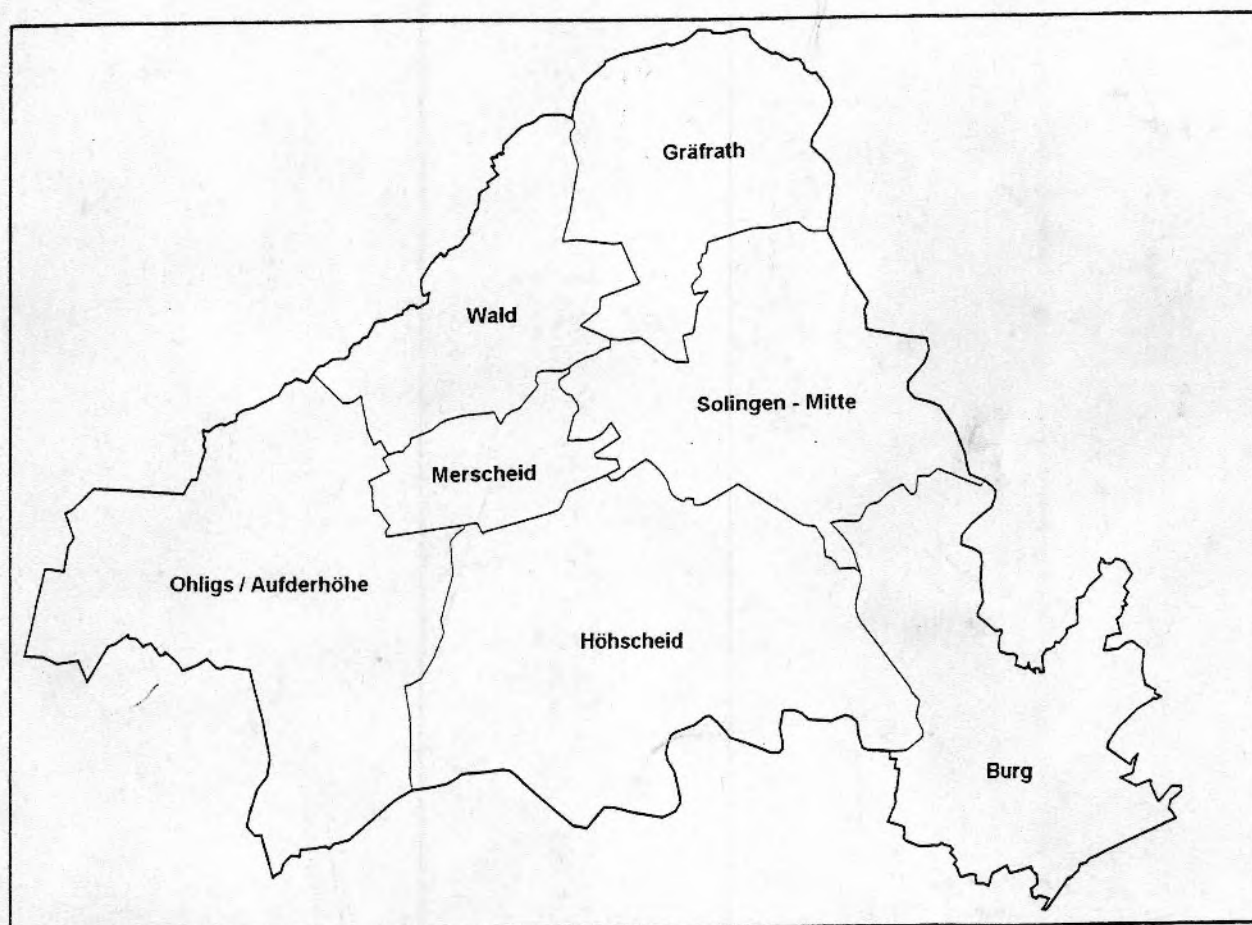 Gräfrath
Wald
Solingen - Mitte
Merscheid
Ohligs / Aufderhöhe
Höhscheid
Burg